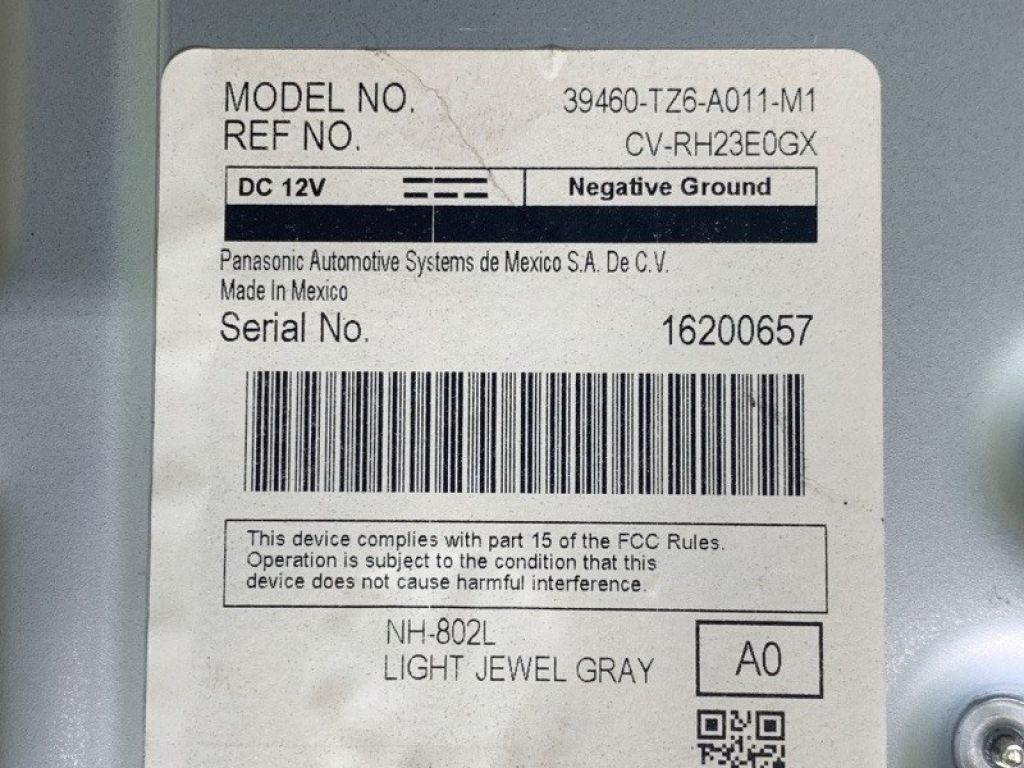 MODEL NO. 39460-TZ6-A011-M1
REF NO. CV-RH23E0GX
DC 12V Negative Ground
Panasonic Automotive Systems de Mexico S.A. De C.V.
Made In Mexico
Serial No. 16200657
This device complies with part 15 of the FCC Rules.
Operation is subject to the condition that this
device does not cause harmful interference.
NH-802L
LIGHT JEWEL GRAY A0